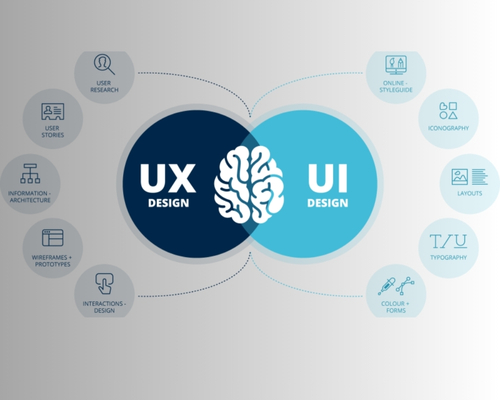 USER
RESEARCH
USER
STORIES
INFORMATION -
ARCHITECTURE
WIREFRAMES +
PROTOTYPES
INTERACTIONS -
DESIGN
UX
DESIGN
UI
DESIGN
ONLINE -
STYLEGUIDE
ICONOGRAPHY
LAYOUTS
T/U
TYPOGRAPHY
COLOUR +
FORMS